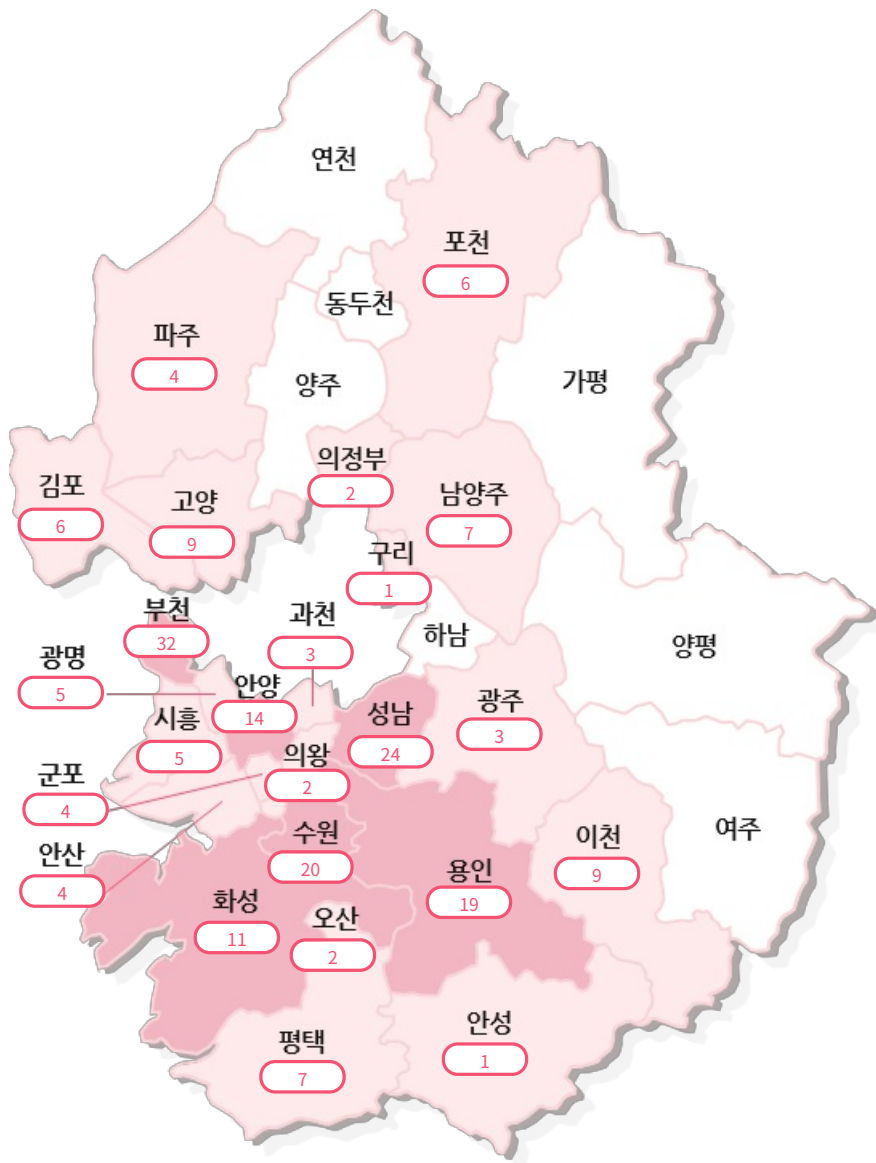 연천
포천
6
동두천
파주
4
양주
가평
의정부
2
김포
6
고양
9
남양주
7
구리
1
부천
32
과천
3
하남
양평
광명
5
안양
14
시흥
5
성남
24
광주
3
의왕
2
군포
4
수원
20
이천
9
여주
안산
4
용인
19
화성
11
오산
2
안성
1
평택
7